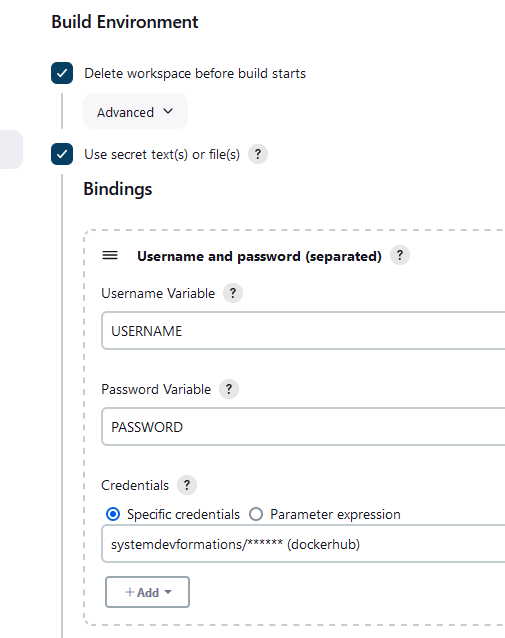 Build Environment
Delete workspace before build starts
Advanced
Use secret text(s) or file(s) ?
Bindings
Username and password (separated) ?
Username Variable ?
USERNAME
Password Variable ?
PASSWORD
Credentials ?
Specific credentials Parameter expression
systemdevformations/****** (dockerhub)
+ Add